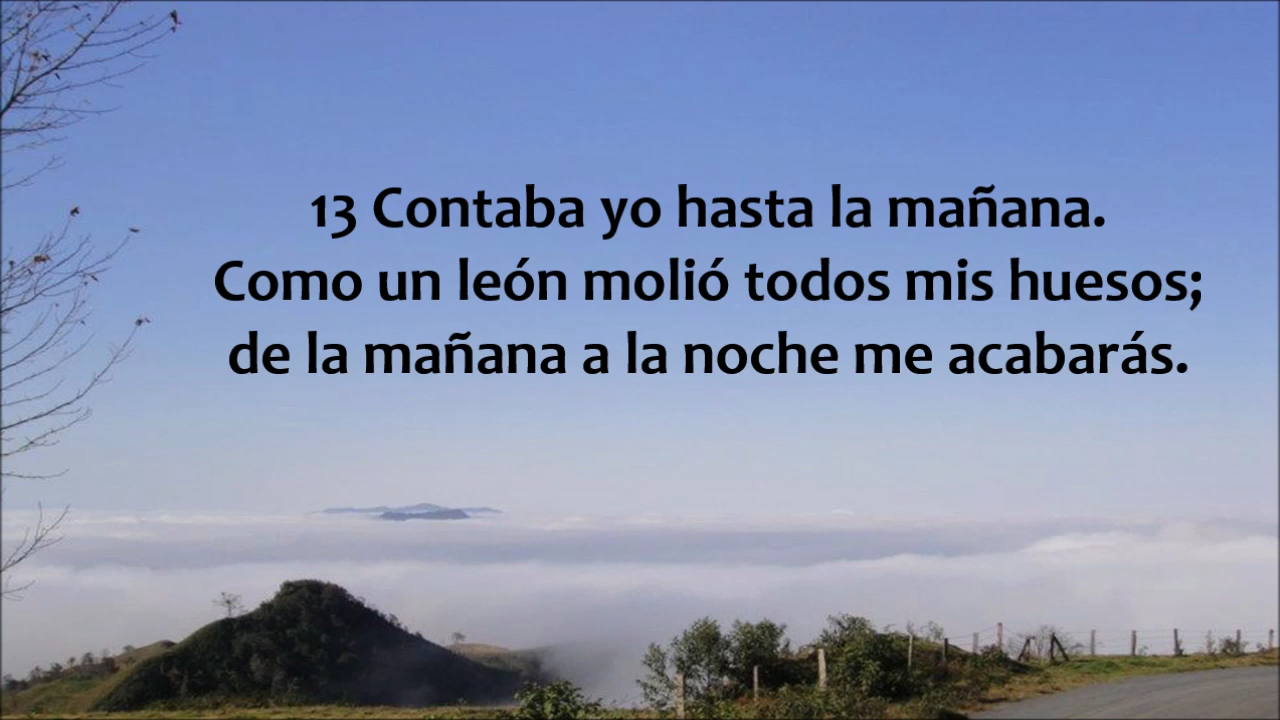 13 Contaba yo hasta la mañana.
Como un león molió todos mis huesos;
de la mañana a la noche me acabarás.